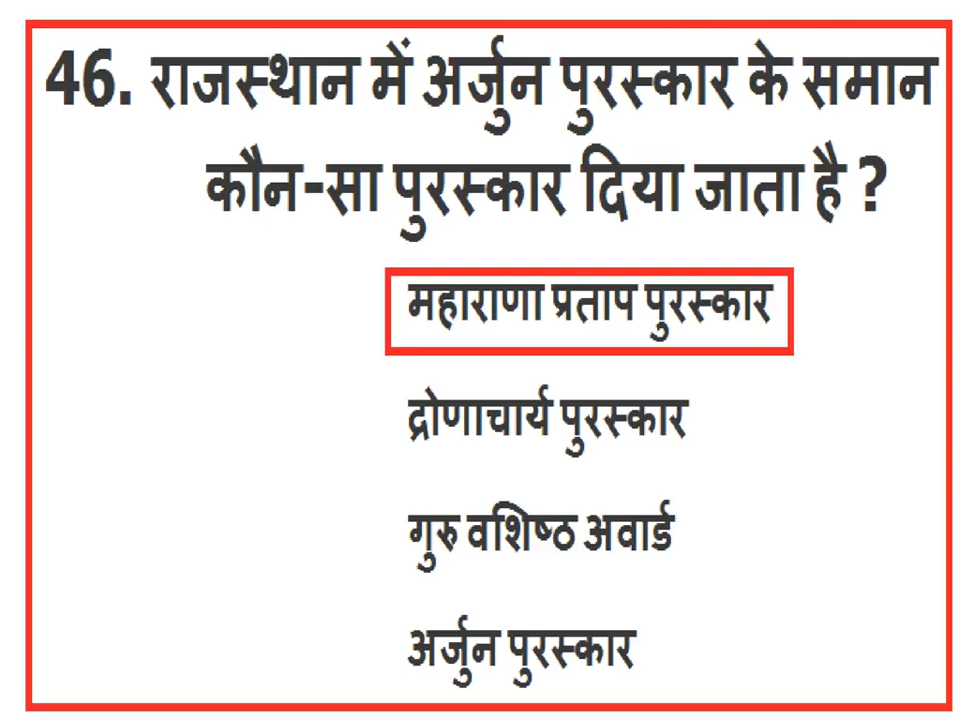 46. राजस्थान में अर्जुन पुरस्कार के समान
कौन-सा पुरस्कार दिया जाता है ?
महाराणा प्रताप पुरस्कार
द्रोणाचार्य पुरस्कार
गुरु वशिष्ठ अवार्ड
अर्जुन पुरस्कार